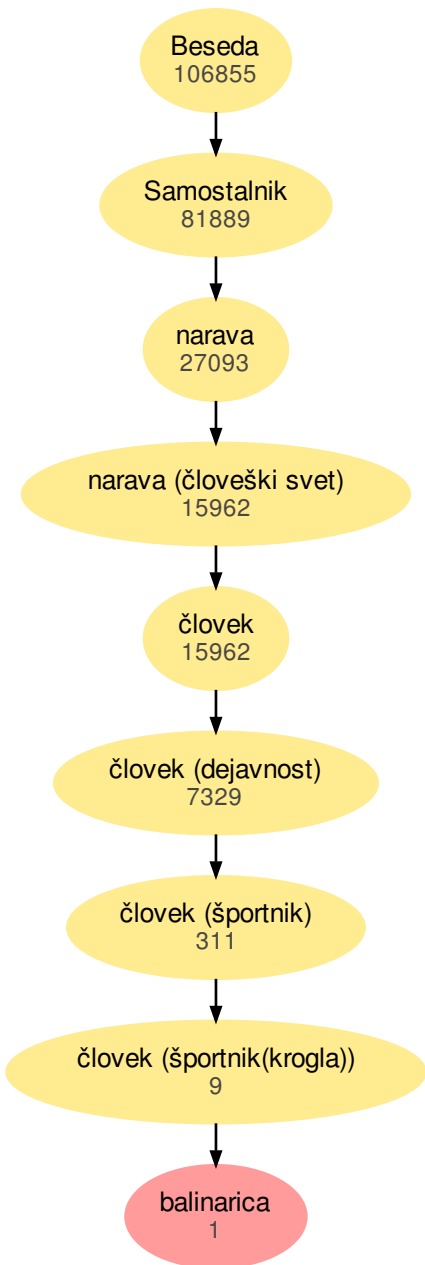 Beseda
106855
Samostalnik
81889
narava
27093
narava (človeški svet)
15962
človek
15962
človek (dejavnost)
7329
človek (športnik)
311
človek (športnik(krogla))
9
balinarica
1